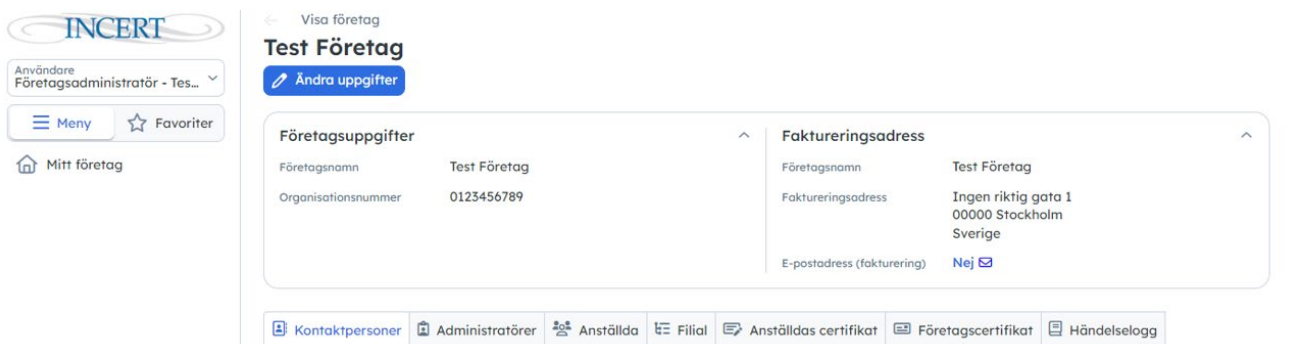 INCERT
Användare
Företagsadministratör - Tes...
Meny
Favoriter
Mitt företag
Visa företag
Test Företag
Ändra uppgifter
Företagsuppgifter
Företagsnamn Test Företag
Organisationsnummer 0123456789
Faktureringsadress
Företagsnamn Test Företag
Faktureringsadress Ingen riktig gata 1
00000 Stockholm
Sverige
E-postadress (fakturering) Nej
Kontaktpersoner Administratörer Anställda Filial Anställdas certifikat Företagscertifikat Händelselogg